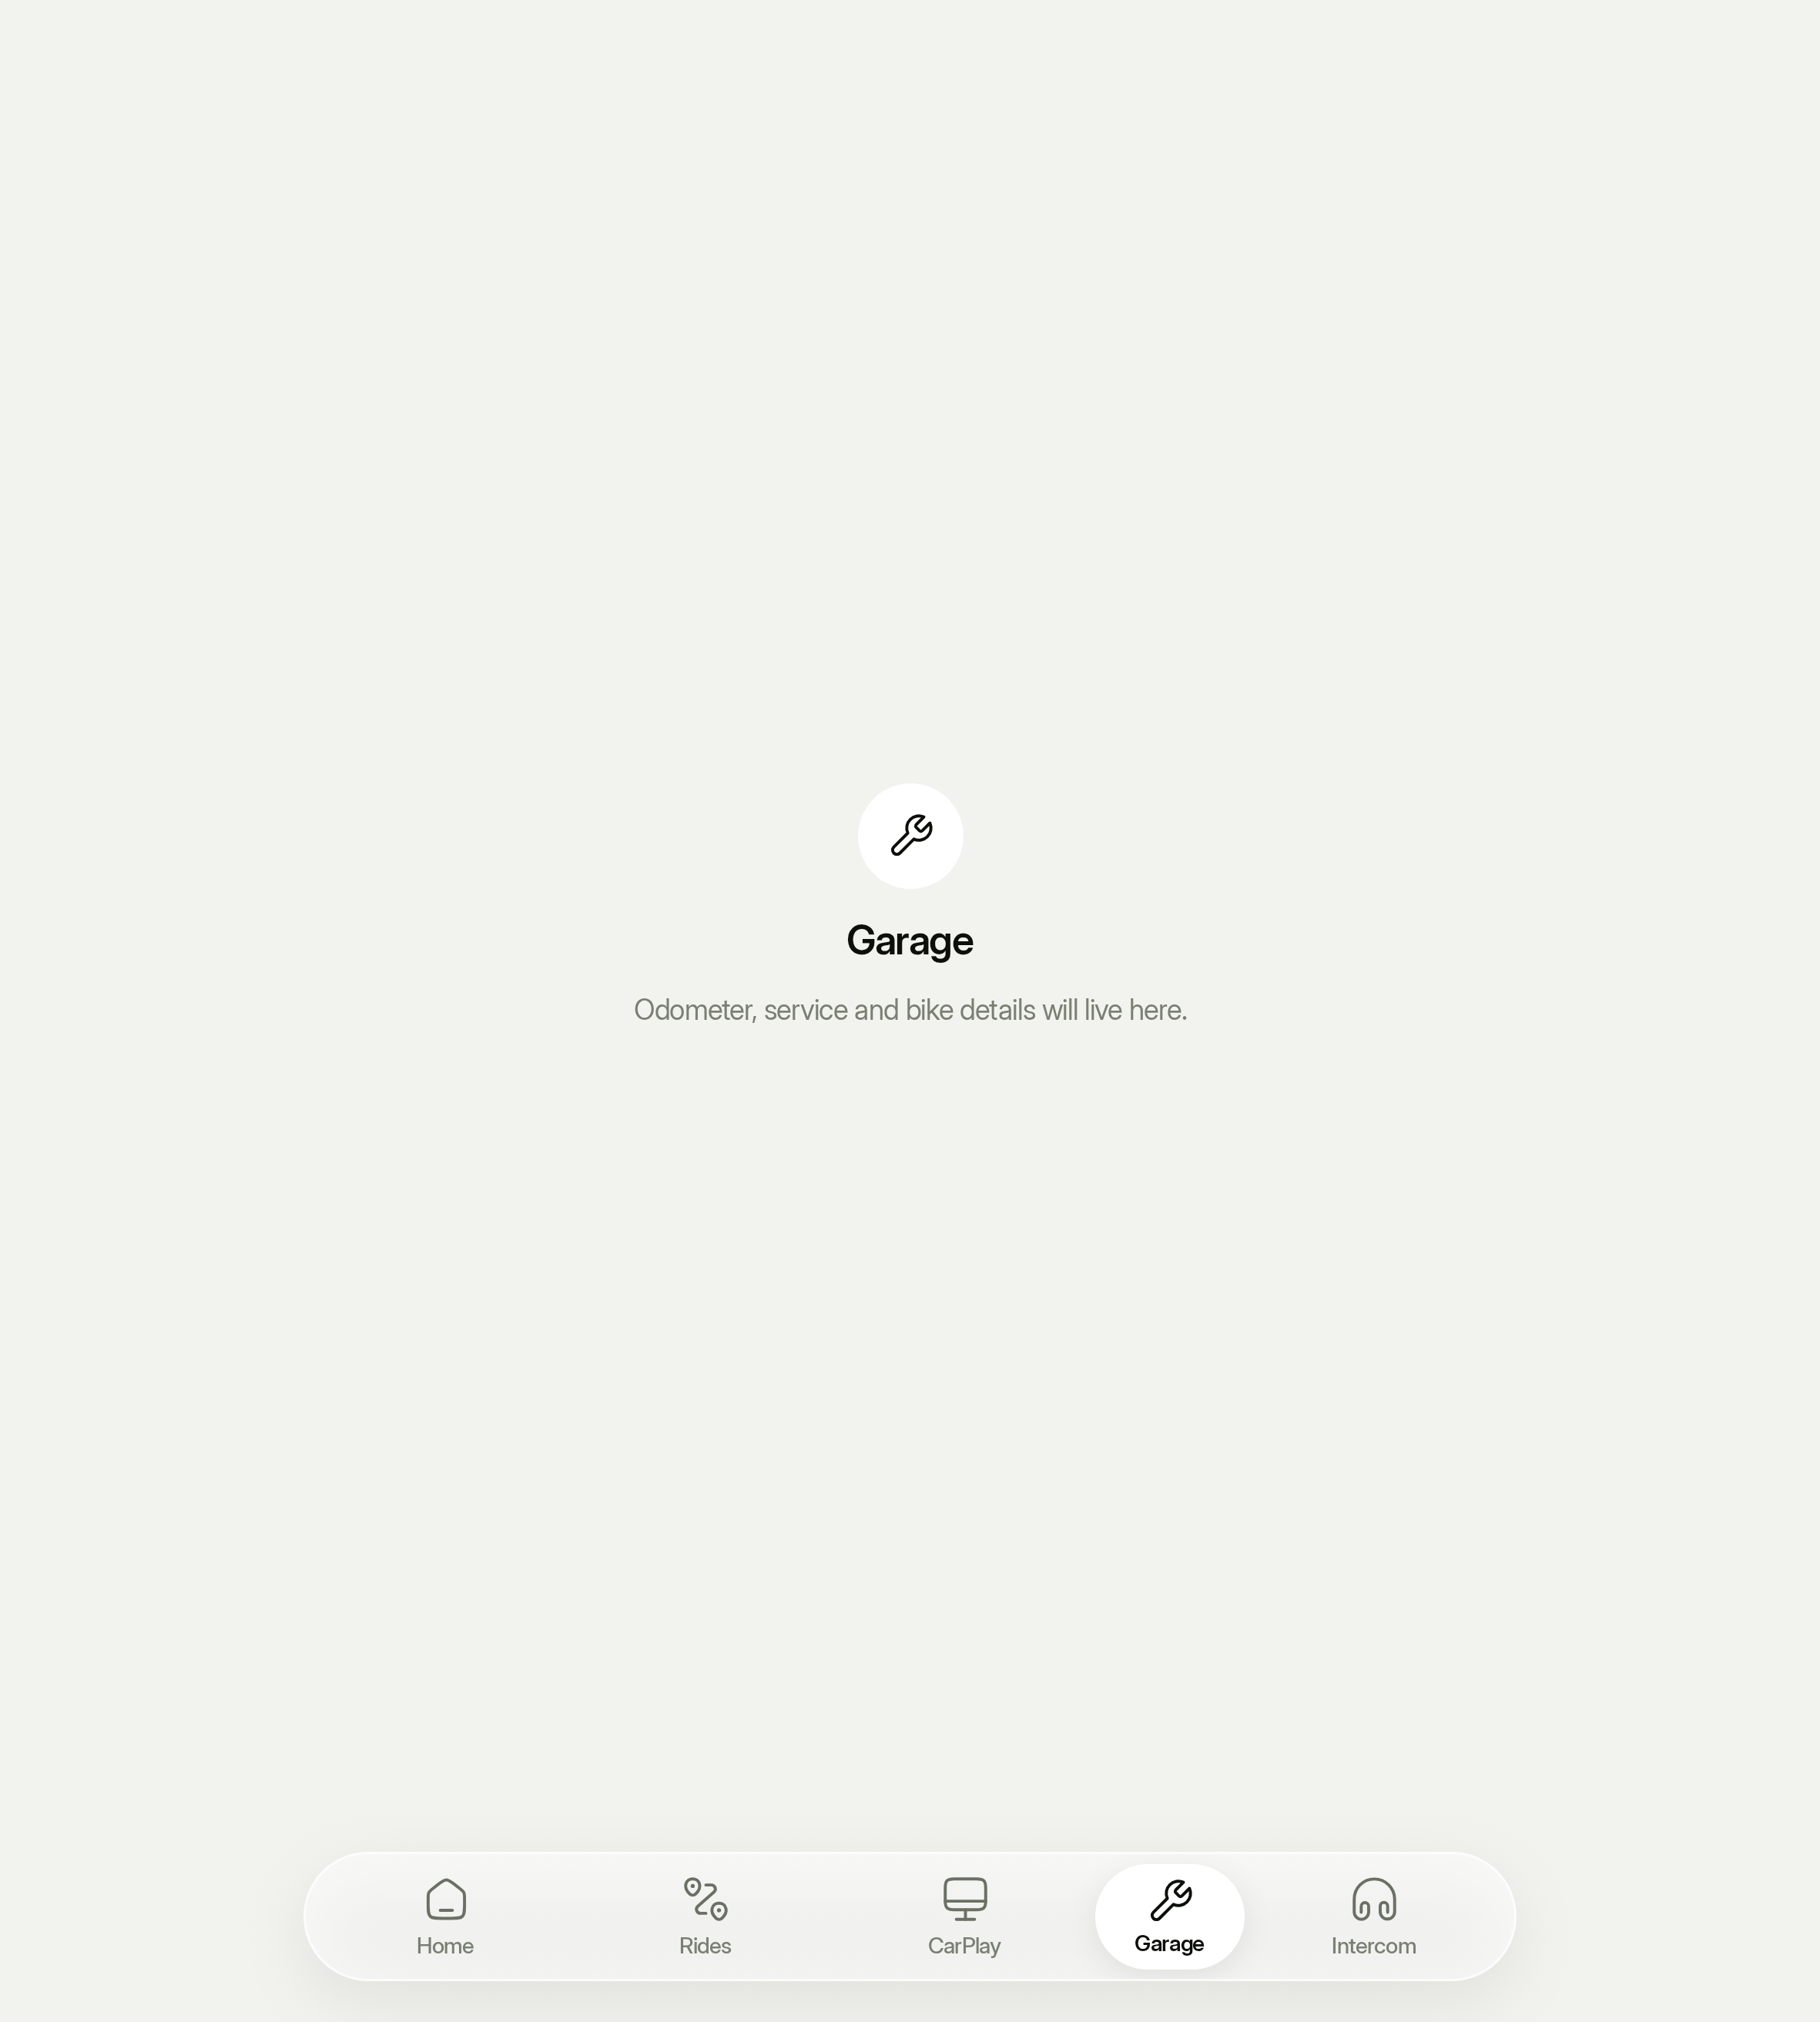 Garage
Odometer, service and bike details will live here.
Home
Rides
CarPlay
Garage
Intercom